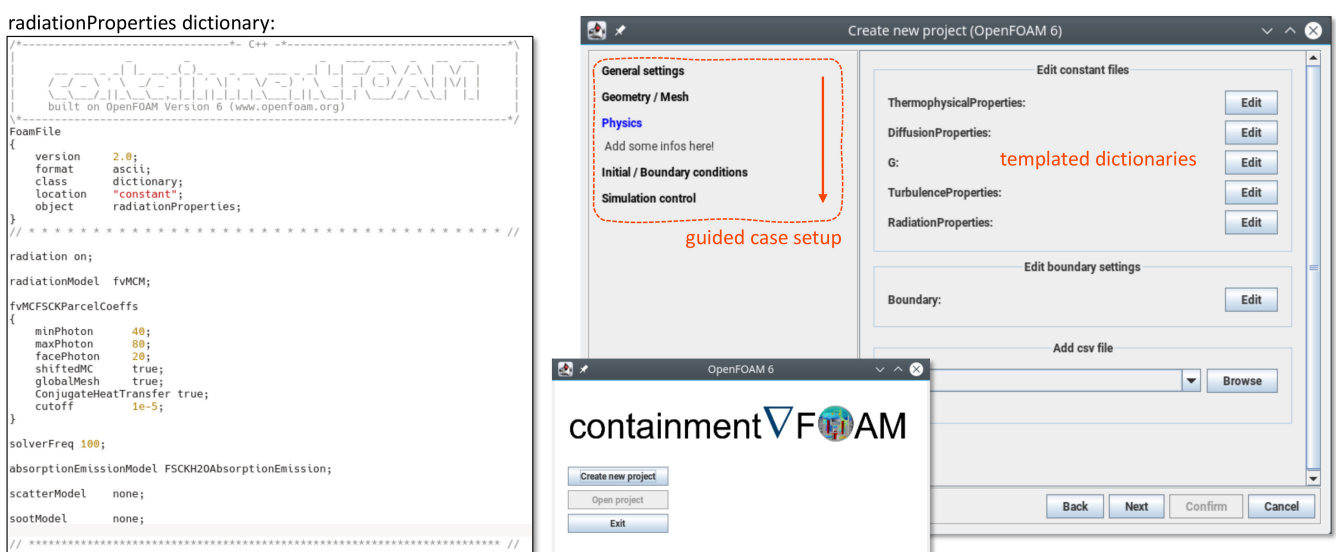 radiationProperties dictionary:
/*--------------------------------*- C++ -*----------------------------------*\
built on OpenFOAM Version 6 (www.openfoam.org)
\*---------------------------------------------------------------------------*/
FoamFile
{
version 2.0;
format ascii;
class dictionary;
location "constant";
object radiationProperties;
}
// * * * * * * * * * * * * * * * * * * * * * * * * * * * * * * * * * * * * * //
radiation on;
radiationModel fvMCM;
fvMCFSCKParcelCoeffs
{
minPhoton 40;
maxPhoton 80;
facePhoton 20;
shiftedMC true;
globalMesh true;
ConjugateHeatTransfer true;
cutoff 1e-5;
}
solverFreq 100;
absorptionEmissionModel FSCKH2OAbsorptionEmission;
scatterModel none;
sootModel none;
// ************************************************************************* //
Create new project (OpenFOAM 6)
General settings
Geometry / Mesh
Physics
Add some infos here!
Initial / Boundary conditions
Simulation control
guided case setup
Edit constant files
ThermophysicalProperties: Edit
DiffusionProperties: Edit
G: Edit
templated dictionaries
TurbulenceProperties: Edit
RadiationProperties: Edit
Edit boundary settings
Boundary: Edit
Add csv file
Browse
Back Next Confirm Cancel
OpenFOAM 6
containment∇FOAM
Create new project
Open project
Exit